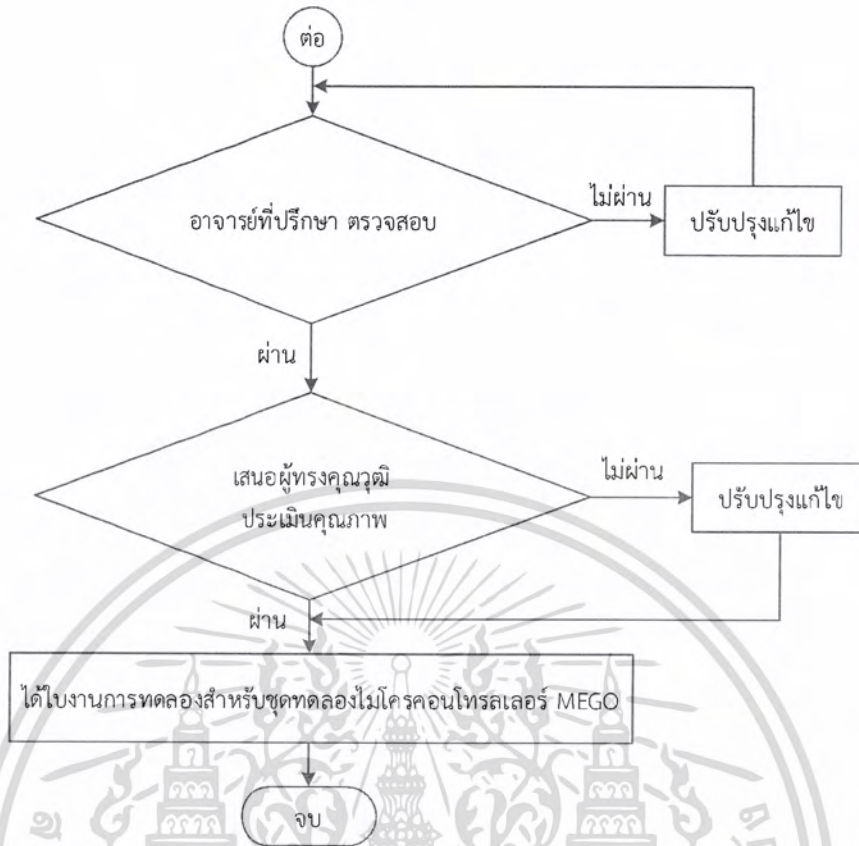 ต่อ
อาจารย์ที่ปรึกษา ตรวจสอบ
ไม่ผ่าน
ปรับปรุงแก้ไข
ผ่าน
เสนอผู้ทรงคุณวุฒิ
ประเมินคุณภาพ
ไม่ผ่าน
ปรับปรุงแก้ไข
ผ่าน
ได้ใบงานการทดลองสำหรับชุดทดลองไมโครคอนโทรลเลอร์ MEGO
จบ